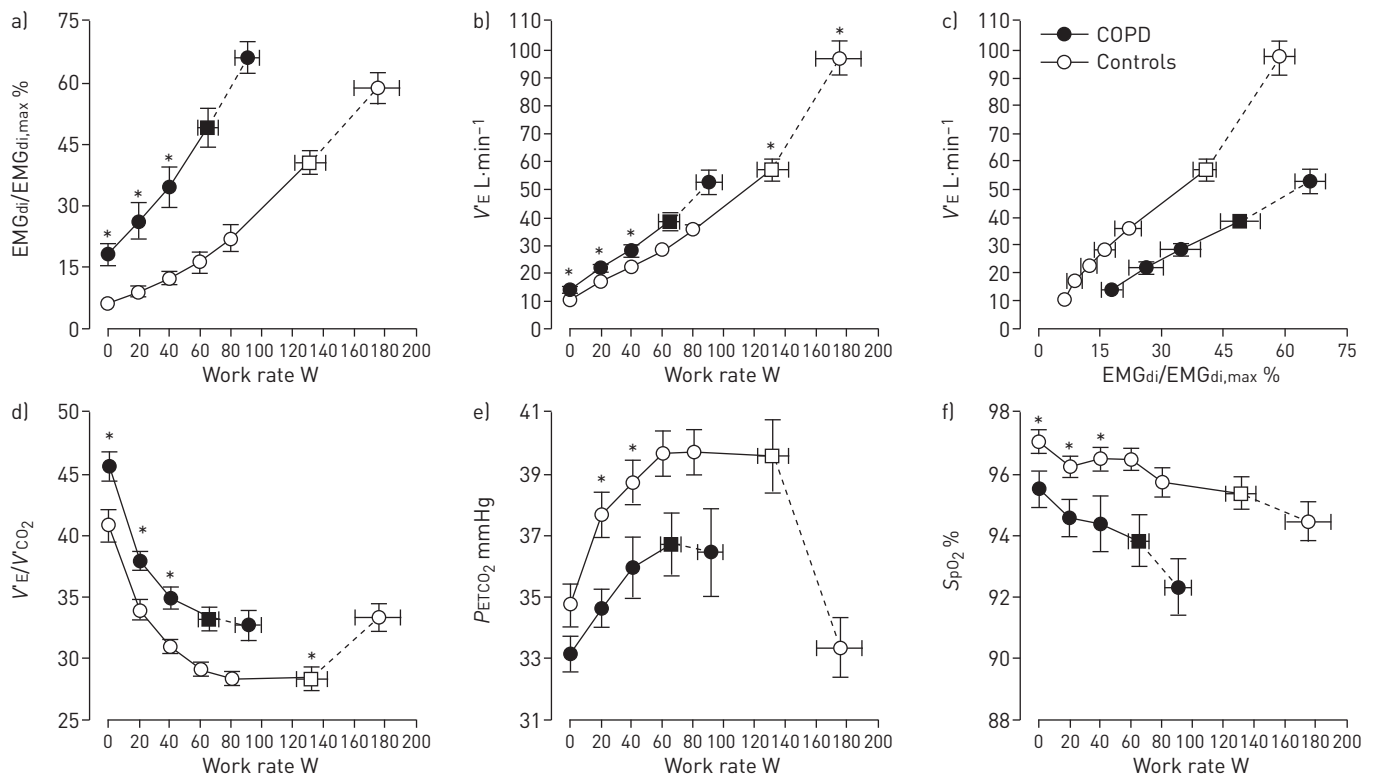 a)
EMGdi/EMGdi,max %
75
60
45
30
15
0
*
*
*
0 20 40 60 80 100 120 140 160 180 200
Work rate W
b)
V'E L·min⁻¹
110
100
90
80
70
60
50
40
30
20
10
0
*
*
*
*
*
*
0 20 40 60 80 100 120 140 160 180 200
Work rate W
c)
V'E L·min⁻¹
110
100
90
80
70
60
50
40
30
20
10
0
COPD
Controls
0 15 30 45 60 75
EMGdi/EMGdi,max %
d)
V'E/V'CO₂
50
45
40
35
30
25
*
*
*
*
0 20 40 60 80 100 120 140 160 180 200
Work rate W
e)
PETCO₂ mmHg
41
39
37
35
33
31
*
*
0 20 40 60 80 100 120 140 160 180 200
Work rate W
f)
SpO₂ %
98
96
94
92
90
88
*
*
*
0 20 40 60 80 100 120 140 160 180 200
Work rate W